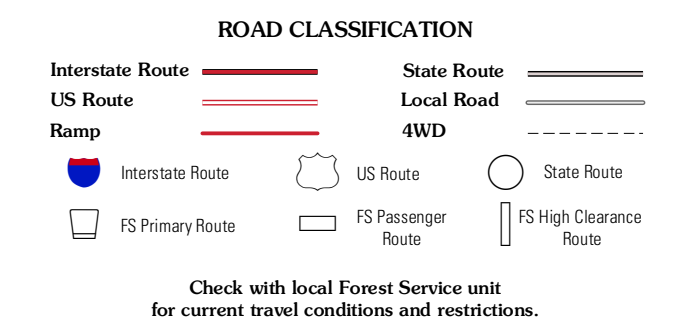 ROAD CLASSIFICATION
Interstate Route
State Route
US Route
Local Road
Ramp
4WD
Interstate Route
US Route
State Route
FS Primary Route
FS Passenger
Route
FS High Clearance
Route
Check with local Forest Service unit
for current travel conditions and restrictions.